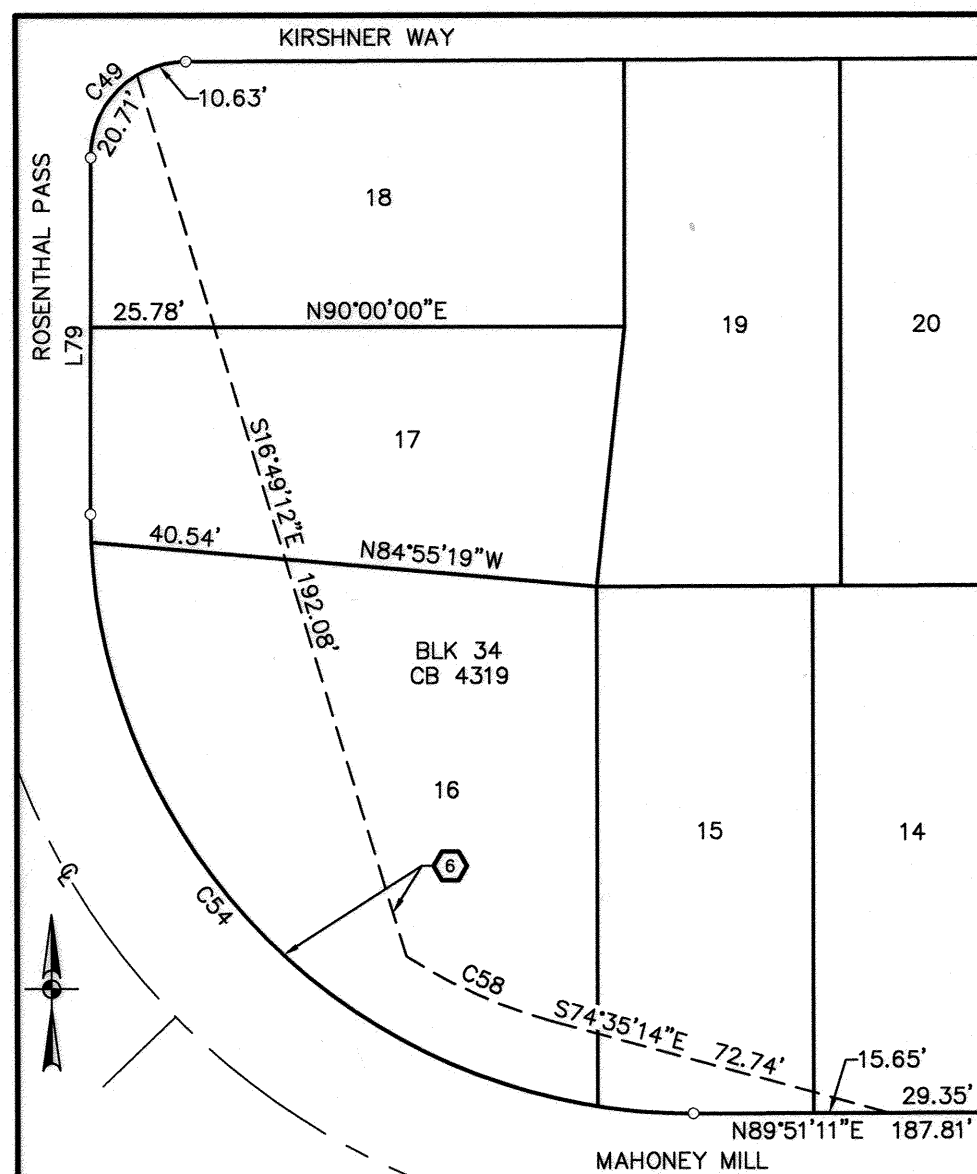 KIRSHNER WAY
C49
20.71'
10.63'
ROSENTHAL PASS
L79
18
25.78'
N90°00'00"E
19
20
17
S16°49'12"E 192.08'
40.54'
N84°55'19"W
BLK 34
CB 4319
16
15
14
6
℄
C54
C58
S74°35'14"E 72.74'
15.65'
29.35'
N89°51'11"E 187.81'
MAHONEY MILL